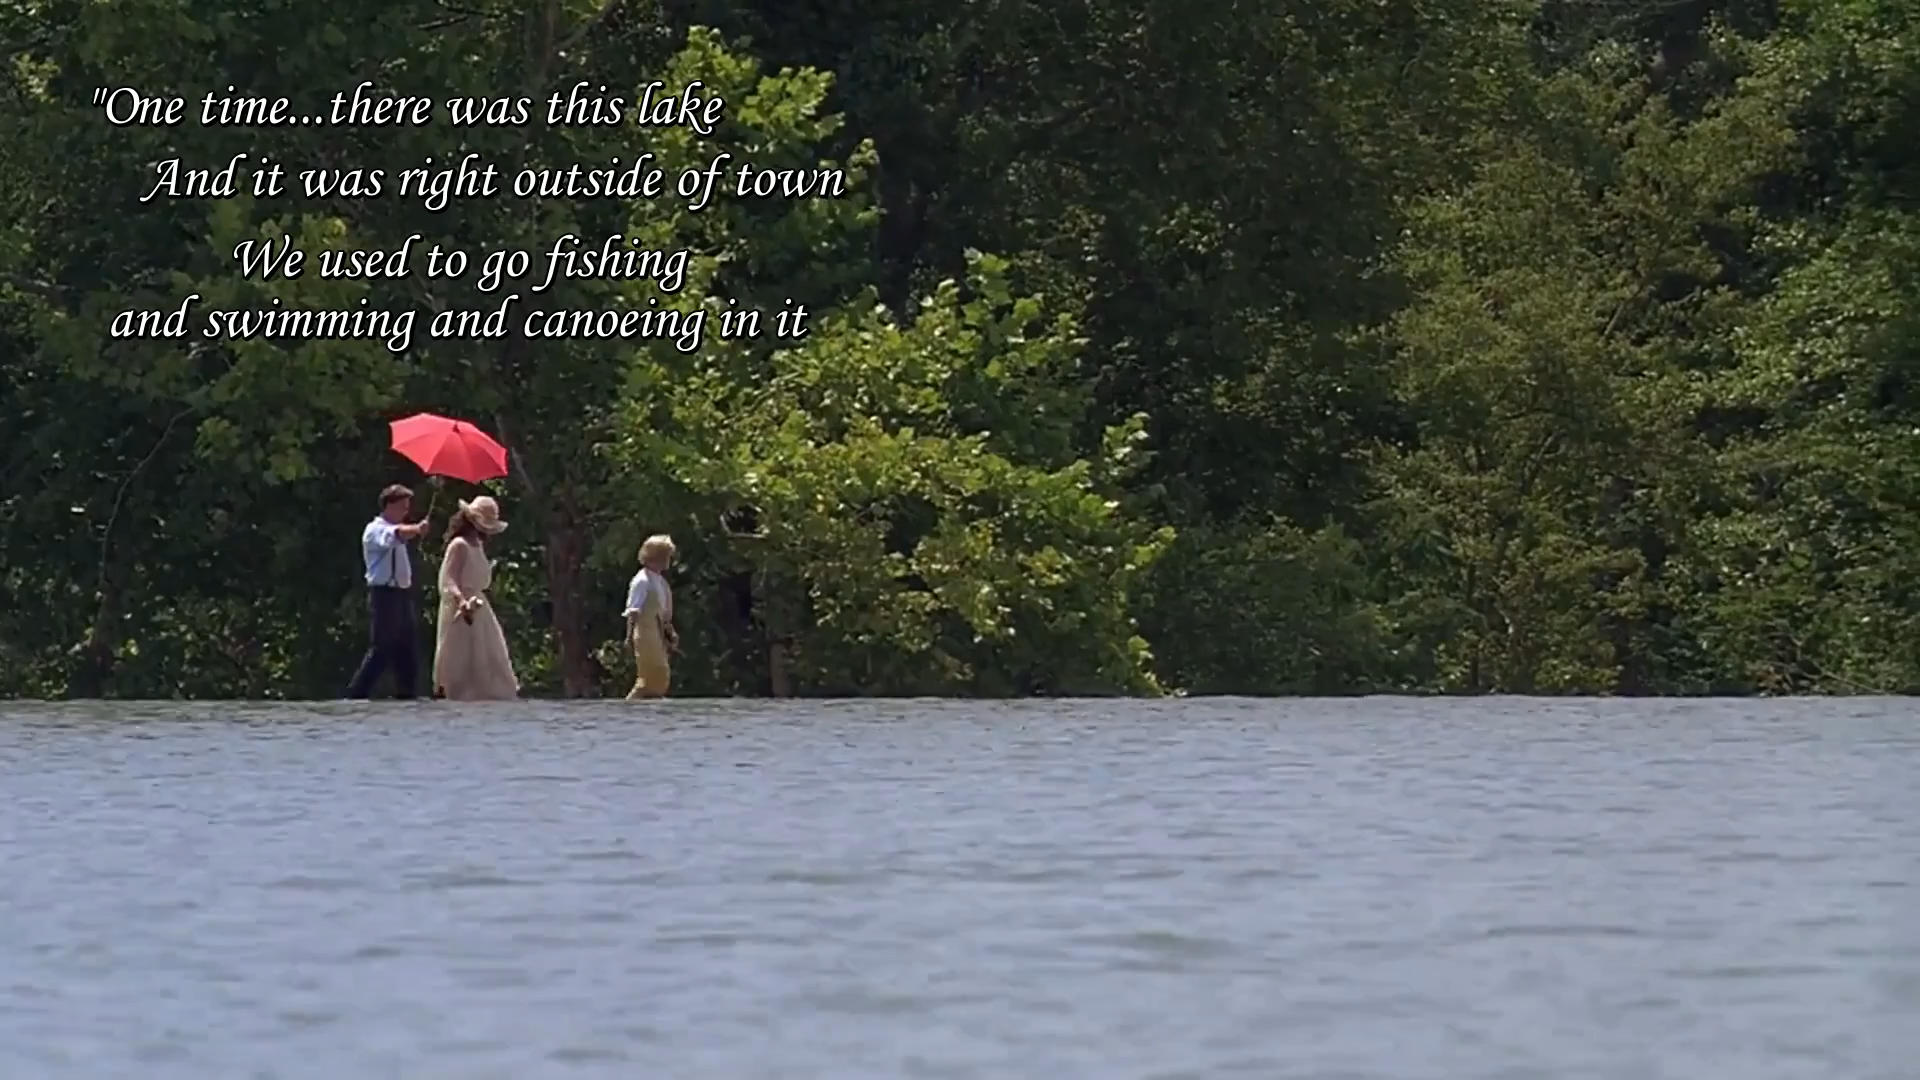 "One time...there was this lake
And it was right outside of town
We used to go fishing
and swimming and canoeing in it